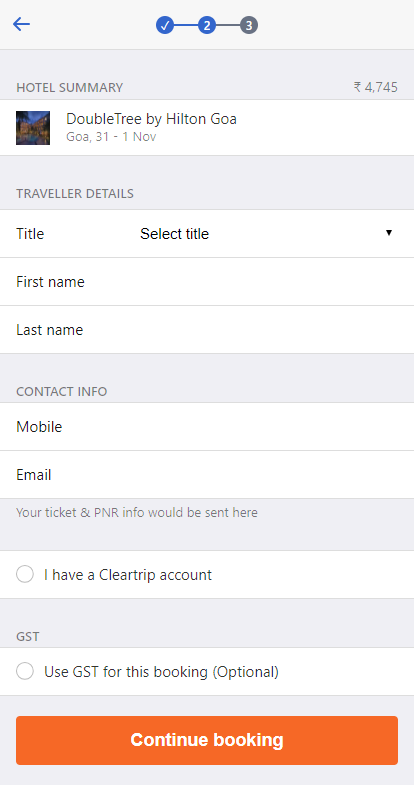 2 3
HOTEL SUMMARY ₹ 4,745
DoubleTree by Hilton Goa
Goa, 31 - 1 Nov
TRAVELLER DETAILS
Title Select title
First name
Last name
CONTACT INFO
Mobile
Email
Your ticket & PNR info would be sent here
I have a Cleartrip account
GST
Use GST for this booking (Optional)
Continue booking